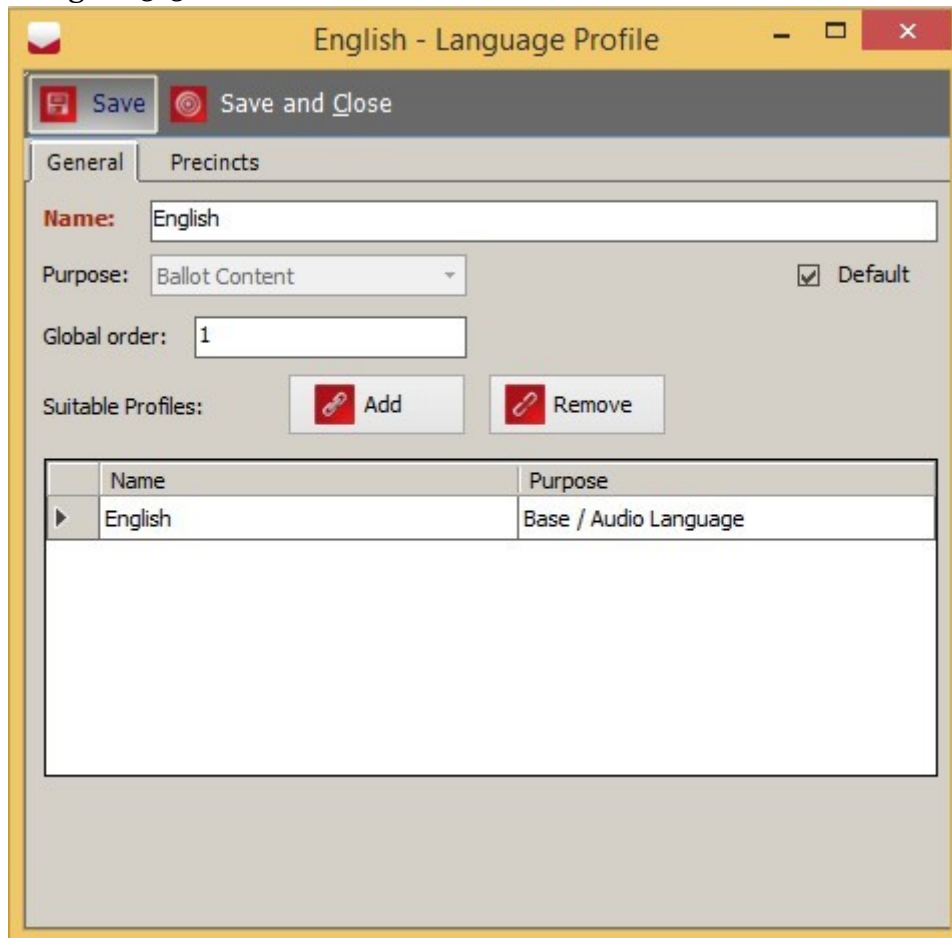 English - Language Profile
Save Save and Close
General Precincts
Name: English
Purpose: Ballot Content Default
Global order: 1
Suitable Profiles: Add Remove
Name Purpose
English Base / Audio Language